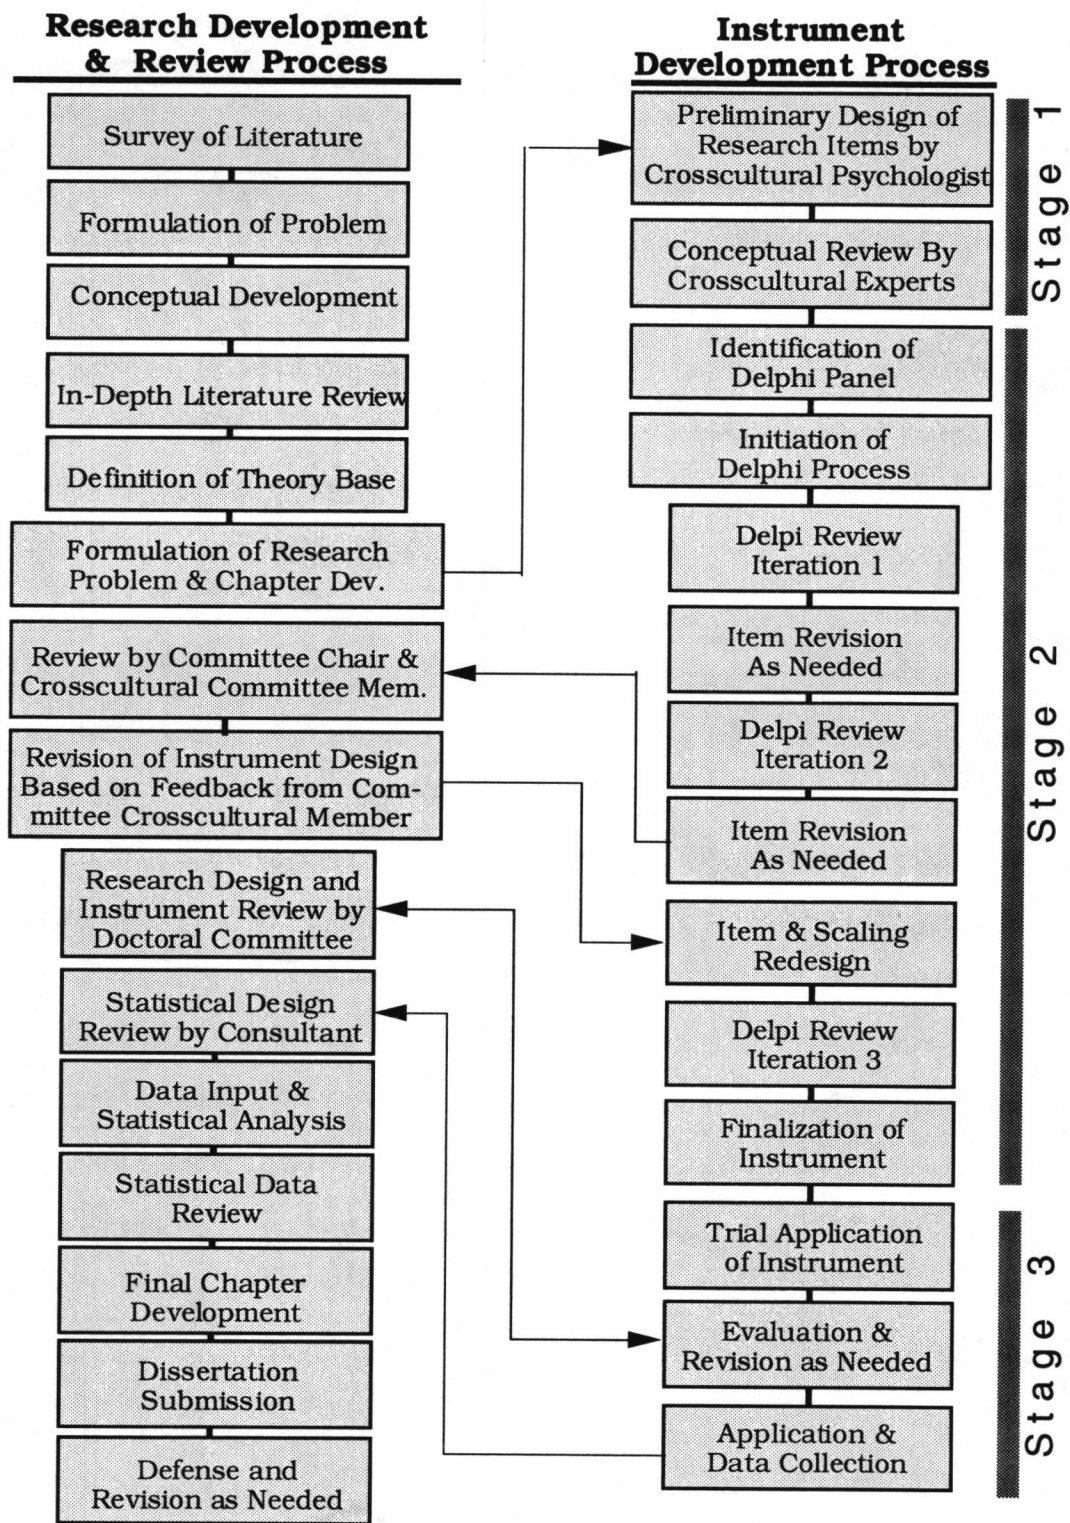 Research Development
& Review Process
Survey of Literature
Formulation of Problem
Conceptual Development
In-Depth Literature Review
Definition of Theory Base
Formulation of Research
Problem & Chapter Dev.
Review by Committee Chair &
Crosscultural Committee Mem.
Revision of Instrument Design
Based on Feedback from Com-
mittee Crosscultural Member
Research Design and
Instrument Review by
Doctoral Committee
Statistical Design
Review by Consultant
Data Input &
Statistical Analysis
Statistical Data
Review
Final Chapter
Development
Dissertation
Submission
Defense and
Revision as Needed
Instrument
Development Process
Preliminary Design of
Research Items by
Crosscultural Psychologist
Conceptual Review By
Crosscultural Experts
Identification of
Delphi Panel
Initiation of
Delphi Process
Delpi Review
Iteration 1
Item Revision
As Needed
Delpi Review
Iteration 2
Item Revision
As Needed
Item & Scaling
Redesign
Delpi Review
Iteration 3
Finalization of
Instrument
Trial Application
of Instrument
Evaluation &
Revision as Needed
Application &
Data Collection
Stage 1
Stage 2
Stage 3